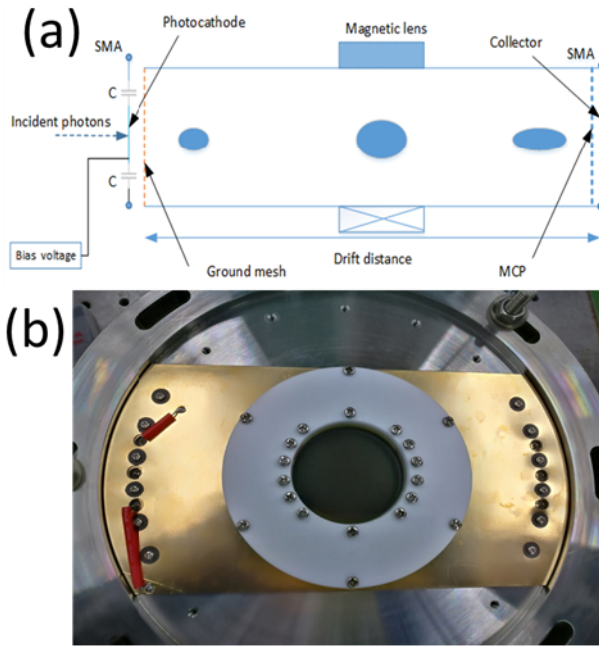 (a)
Photocathode
Magnetic lens
Collector
SMA
SMA
C
Incident photons
C
Bias voltage
Ground mesh
Drift distance
MCP
(b)